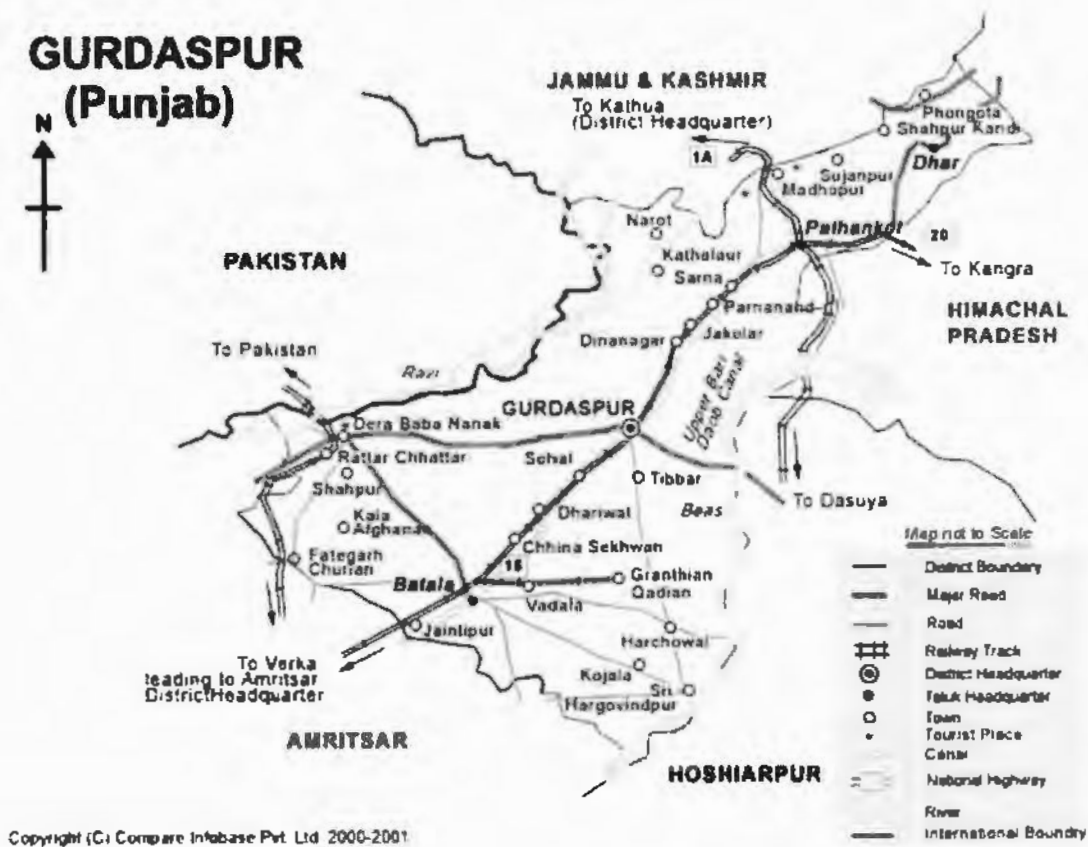 GURDASPUR
(Punjab)
N
JAMMU & KASHMIR
To Kathua
(District Headquarter)
1A
Phongota
Shahpur Kandi
Dhar
Sujanpur
Madhopur
Narot
Pathankot
20
To Kangra
Kathalaur
Sarna
PAKISTAN
HIMACHAL
PRADESH
Parnanand
Jakolar
Dinanagar
To Pakistan
Ravi
Upper Bari
Doab Canal
GURDASPUR
Dera Baba Nanak
Rattar Chhattar
Sohal
Tibbar
Shahpur
To Dasuya
Dhariwal
Beas
Kala
Afghana
Chhina Sekhwan
Fategarh
Churian
15
Batala
Granthian
Qadian
Vadala
Jaintipur
Harchowal
To Verka
leading to Amritsar
DistrictHeadquarter
Kojala
Sri
Hargovindpur
AMRITSAR
HOSHIARPUR
Map not to Scale
District Boundary
Major Road
Road
Railway Track
District Headquarter
Taluk Headquarter
Town
Tourist Place
Canal
National Highway
River
International Boundry
Copyright (C) Compare Infobase Pvt. Ltd. 2000-2001